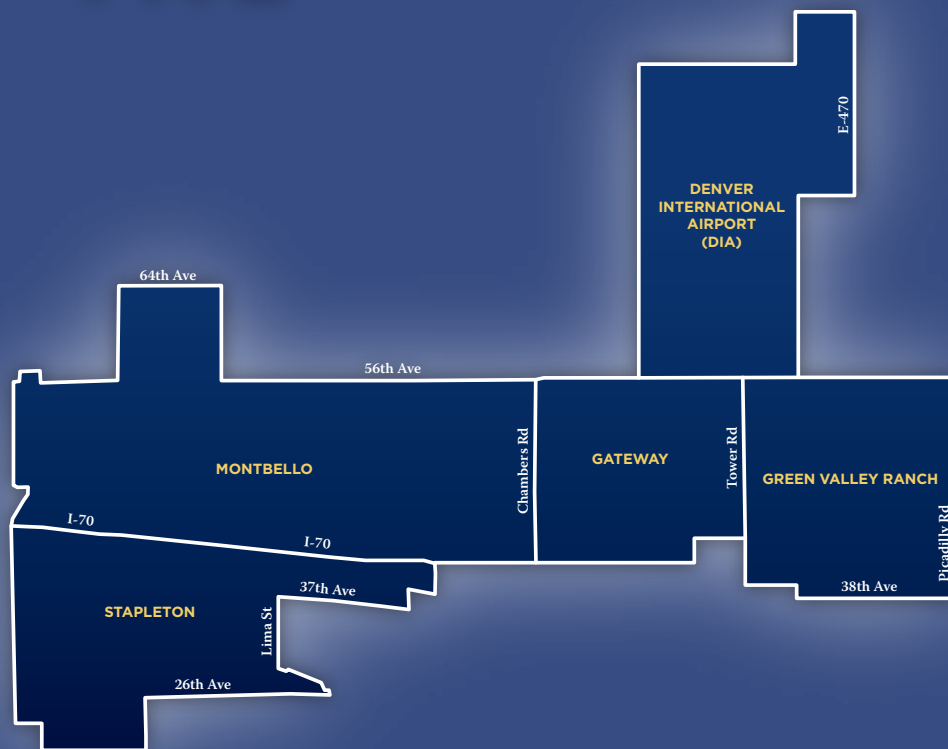 E-470
DENVER
INTERNATIONAL
AIRPORT
(DIA)
64th Ave
56th Ave
Chambers Rd
Tower Rd
GATEWAY
MONTBELLO
GREEN VALLEY RANCH
Picadilly Rd
I-70
I-70
38th Ave
37th Ave
STAPLETON
Lima St
26th Ave